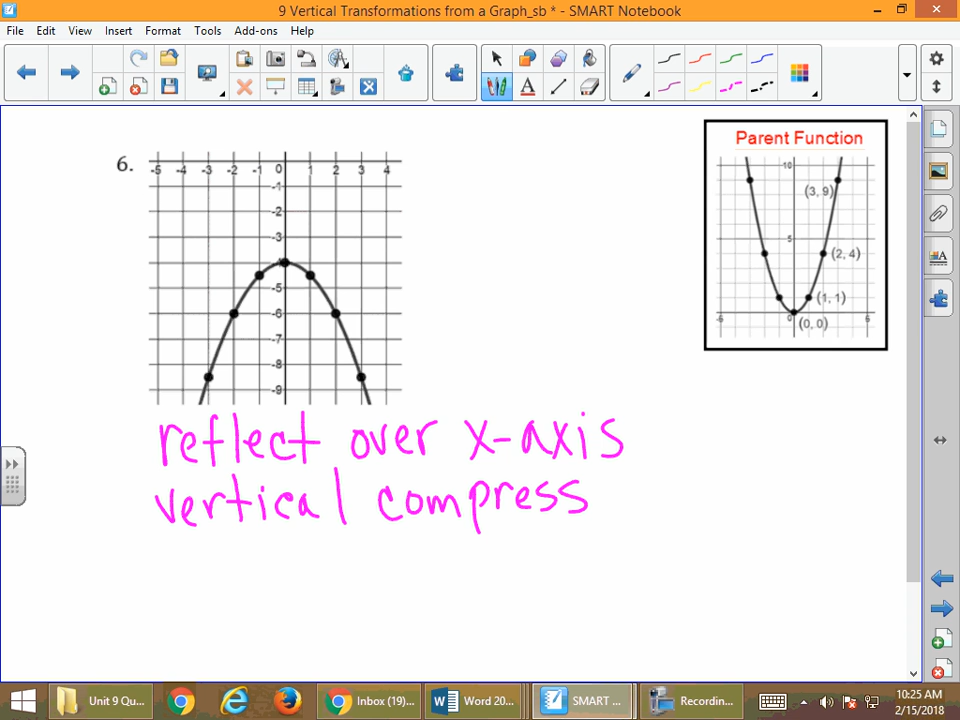 9 Vertical Transformations from a Graph_sb * - SMART Notebook
File Edit View Insert Format Tools Add-ons Help
Parent Function
6.
-5 -4 -3 -2 -1 0 1 2 3 4
-1
-2
-3
-5
-6
-7
-8
-9
10
(3, 9)
5
(2, 4)
(1, 1)
-6 0 6
(0, 0)
reflect over x-axis
vertical compress
Unit 9 Qu... Inbox (19)... Word 20... SMART ... Recordin...
10:25 AM
2/15/2018